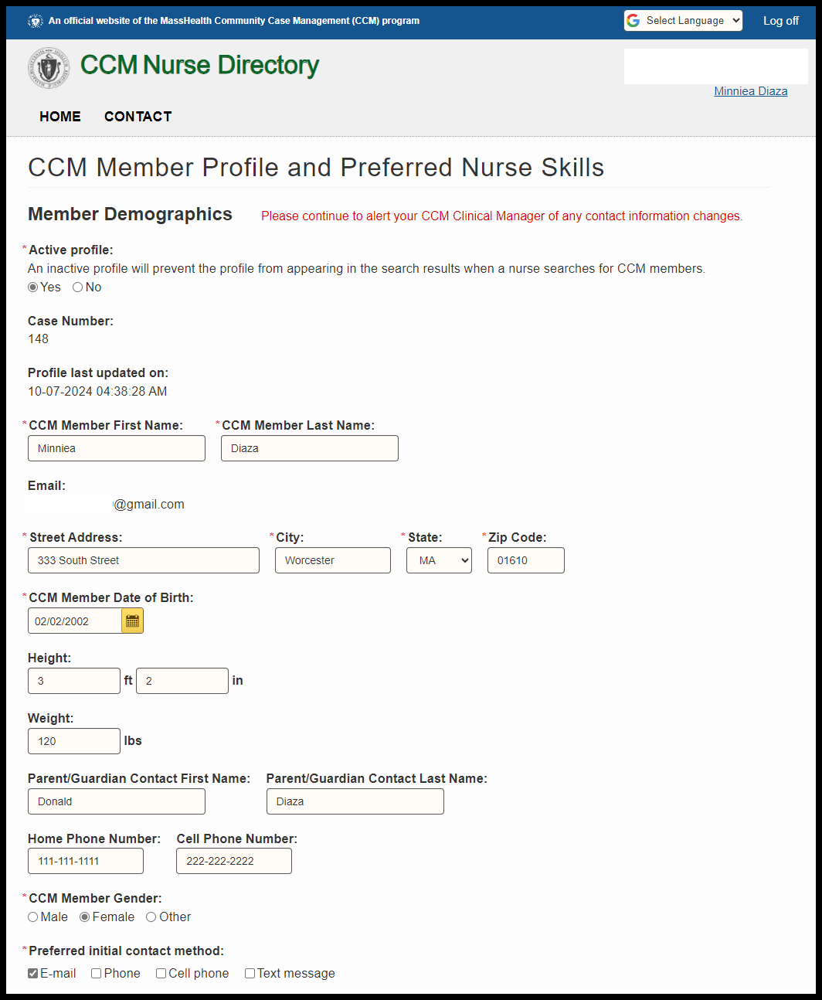 An official website of the MassHealth Community Case Management (CCM) program
Select Language
Log off
CCM Nurse Directory
Minniea Diaza
HOME CONTACT
CCM Member Profile and Preferred Nurse Skills
Member Demographics Please continue to alert your CCM Clinical Manager of any contact information changes.
* Active profile:
An inactive profile will prevent the profile from appearing in the search results when a nurse searches for CCM members.
Yes No
Case Number:
148
Profile last updated on:
10-07-2024 04:38:28 AM
* CCM Member First Name: * CCM Member Last Name:
Minniea Diaza
Email:
@gmail.com
* Street Address: * City: * State: * Zip Code:
333 South Street Worcester MA 01610
* CCM Member Date of Birth:
02/02/2002
Height:
3 ft 2 in
Weight:
120 lbs
Parent/Guardian Contact First Name: Parent/Guardian Contact Last Name:
Donald Diaza
Home Phone Number: Cell Phone Number:
111-111-1111 222-222-2222
* CCM Member Gender:
Male Female Other
* Preferred initial contact method:
E-mail Phone Cell phone Text message